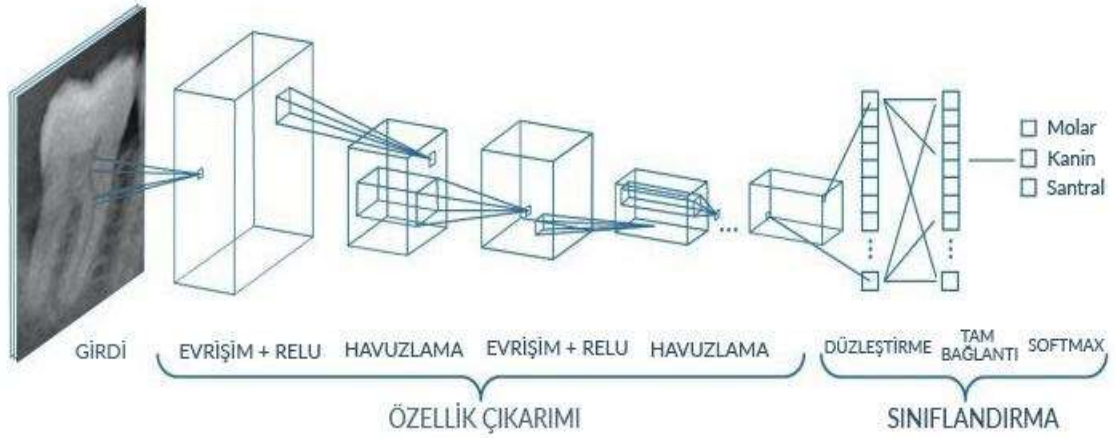 Molar
Kanin
Santral
GİRDİ
EVRİŞİM + RELU
HAVUZLAMA
EVRİŞİM + RELU
HAVUZLAMA
...
DÜZLEŞTİRME
TAM
BAĞLANTI
SOFTMAX
ÖZELLİK ÇIKARIMI
SINIFLANDIRMA